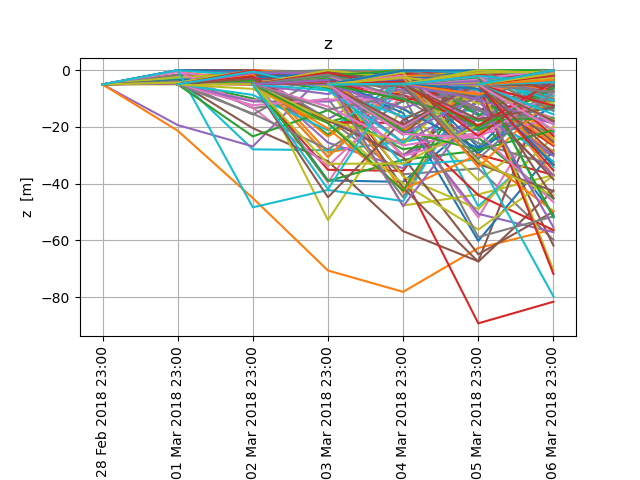 z
0
−20
−40
−60
−80
z [m]
28 Feb 2018 23:00
01 Mar 2018 23:00
02 Mar 2018 23:00
03 Mar 2018 23:00
04 Mar 2018 23:00
05 Mar 2018 23:00
06 Mar 2018 23:00